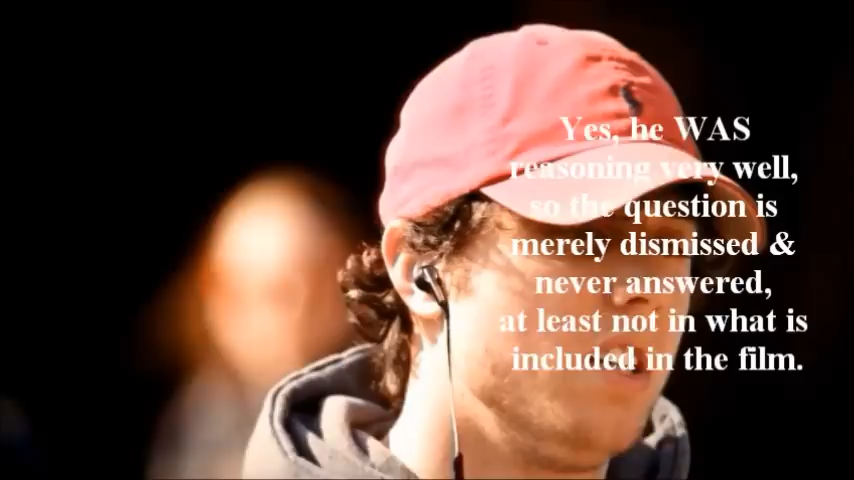 Yes, he WAS
reasoning very well,
so the question is
merely dismissed &
never answered,
at least not in what is
included in the film.